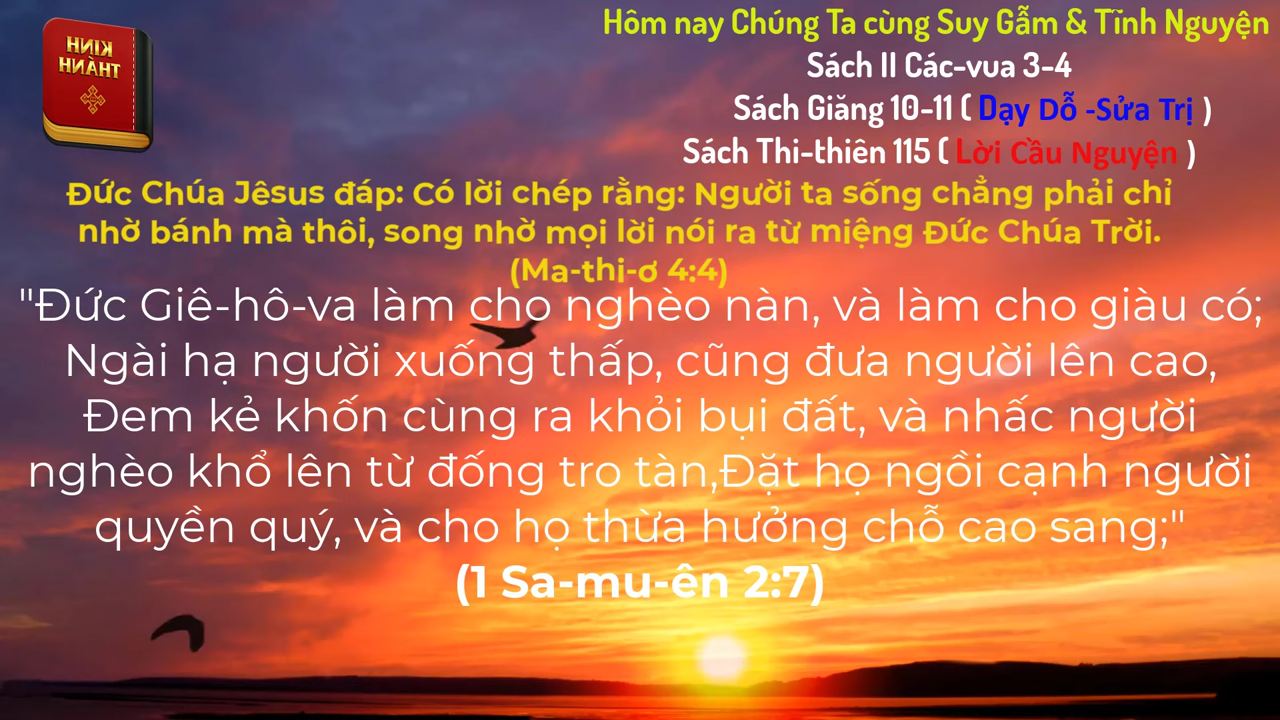 KINH
THÀNH
Hôm nay Chúng Ta cùng Suy Gẫm & Tĩnh Nguyện
Sách II Các-vua 3-4
Sách Giăng 10-11 ( Dạy Dỗ -Sửa Trị )
Sách Thi-thiên 115 ( Lời Cầu Nguyện )
Đức Chúa Jêsus đáp: Có lời chép rằng: Người ta sống chẳng phải chỉ
nhờ bánh mà thôi, song nhờ mọi lời nói ra từ miệng Đức Chúa Trời.
(Ma-thi-ơ 4:4)
"Đức Giê-hô-va làm cho nghèo nàn, và làm cho giàu có;
Ngài hạ người xuống thấp, cũng đưa người lên cao,
Đem kẻ khốn cùng ra khỏi bụi đất, và nhấc người
nghèo khổ lên từ đống tro tàn,Đặt họ ngồi cạnh người
quyền quý, và cho họ thừa hưởng chỗ cao sang;"
(1 Sa-mu-ên 2:7)